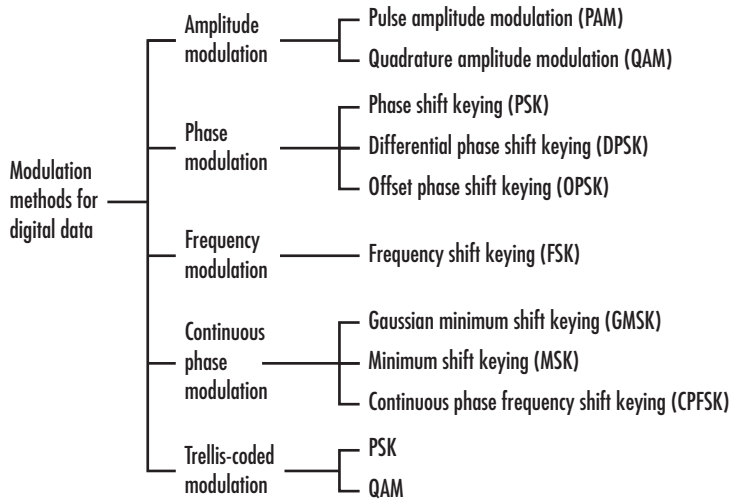 Modulation
methods for
digital data
Amplitude
modulation
Pulse amplitude modulation (PAM)
Quadrature amplitude modulation (QAM)
Phase
modulation
Phase shift keying (PSK)
Differential phase shift keying (DPSK)
Offset phase shift keying (OPSK)
Frequency
modulation
Frequency shift keying (FSK)
Continuous
phase
modulation
Gaussian minimum shift keying (GMSK)
Minimum shift keying (MSK)
Continuous phase frequency shift keying (CPFSK)
Trellis-coded
modulation
PSK
QAM